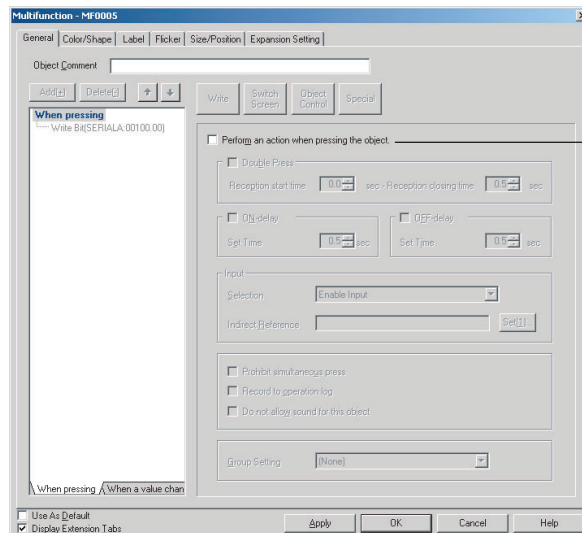 Multifunction - MF0005
General Color/Shape Label Flicker Size/Position Expansion Setting
Object Comment
Add[+] Delete[-]
Write Switch Screen Object Control Special
When pressing
Write Bit(SERIALA:00100.00)
Perform an action when pressing the object.
Double Press
Reception start time 0.0 sec - Reception closing time 0.5 sec
ON-delay OFF-delay
Set Time 0.5 sec Set Time 0.5 sec
Input
Selection Enable Input
Indirect Reference Set[1]...
Prohibit simultaneous press
Record to operation log
Do not allow sound for this object
Group Setting (None)
When pressing When a value chan
Use As Default
Display Extension Tabs
Apply OK Cancel Help